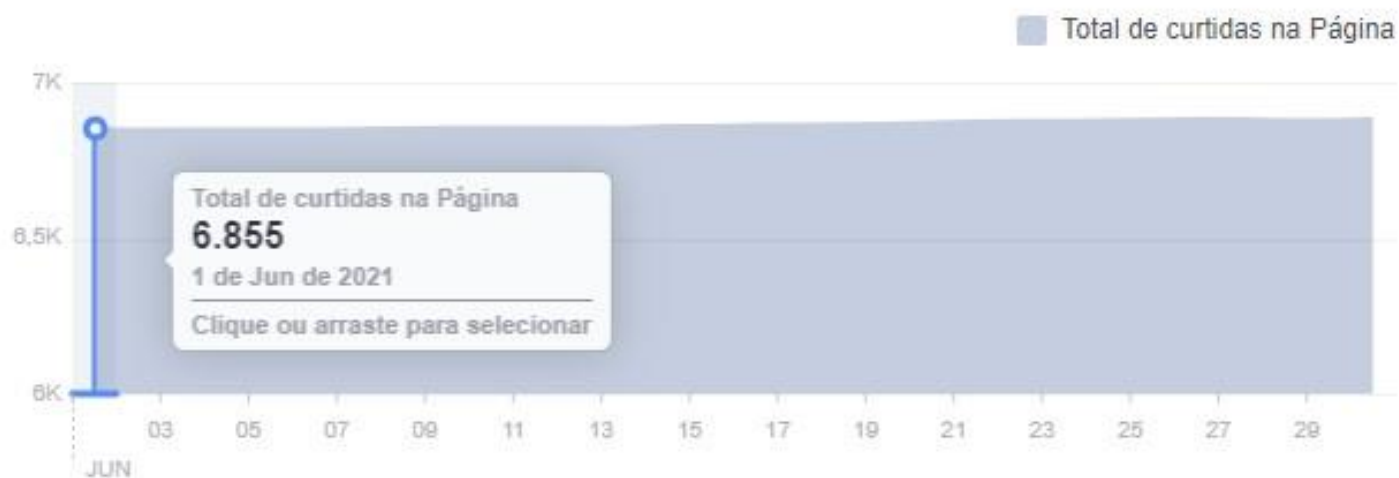 Total de curtidas na Página
7K
Total de curtidas na Página
6.855
6,5K
1 de Jun de 2021
Clique ou arraste para selecionar
6K
03 05 07 09 11 13 15 17 19 21 23 25 27 29
JUN